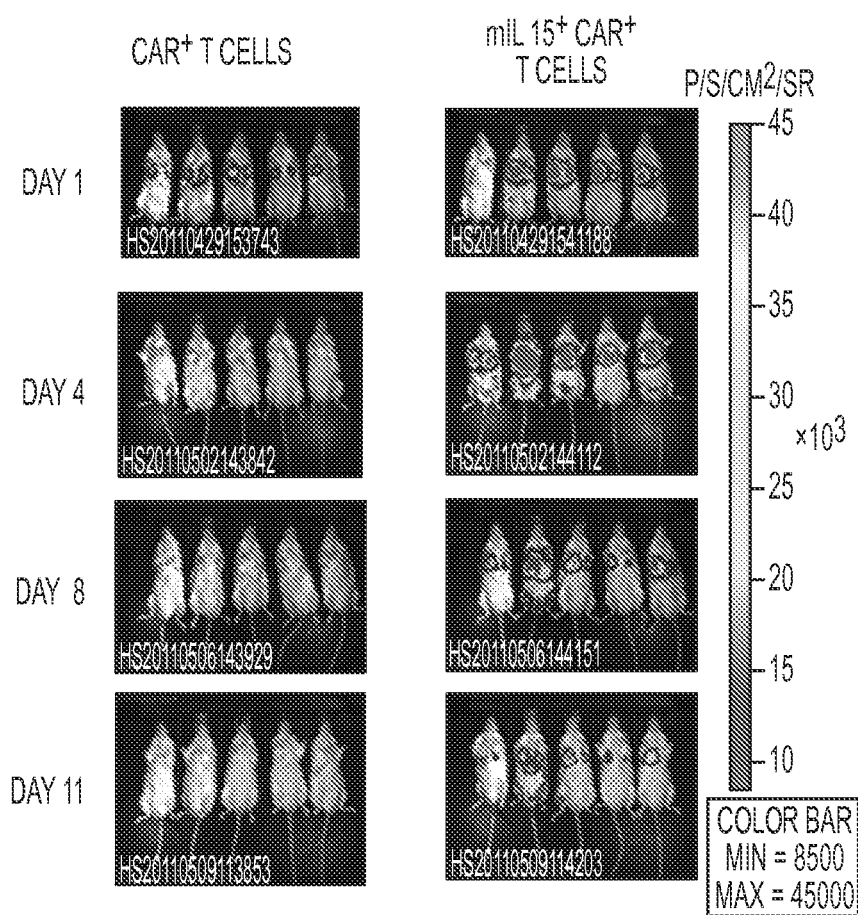 CAR⁺ T CELLS
mIL 15⁺ CAR⁺
T CELLS
P/S/CM²/SR
DAY 1
HS20110429153743
HS201104291541188
45
40
35
30
×10³
25
20
15
10
DAY 4
HS20110502143842
HS20110502144112
DAY 8
HS20110506143929
HS20110506144151
DAY 11
HS20110509113853
HS20110509114203
COLOR BAR
MIN = 8500
MAX = 45000